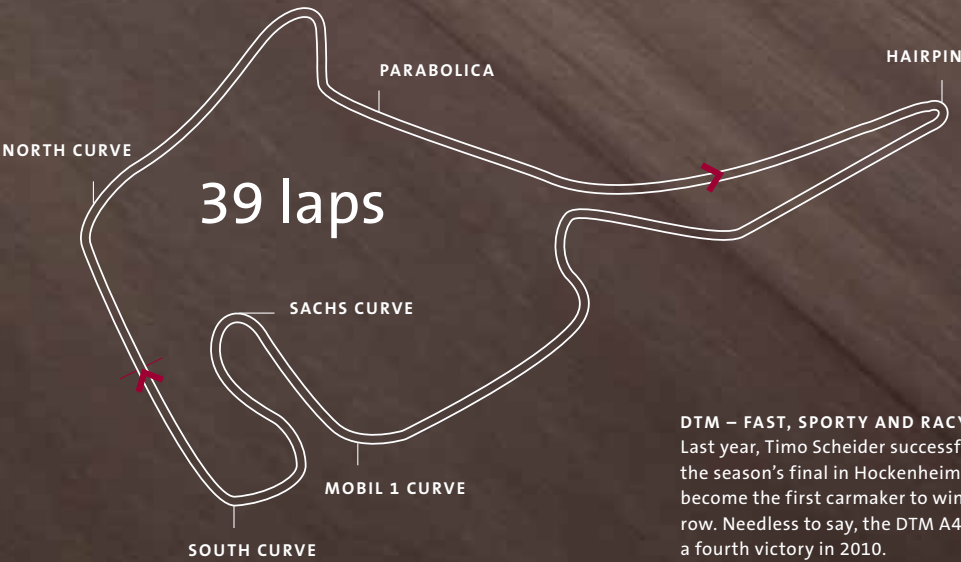 HAIRPIN
PARABOLICA
NORTH CURVE
39 laps
SACHS CURVE
MOBIL 1 CURVE
SOUTH CURVE
DTM – FAST, SPORTY AND RACY
Last year, Timo Scheider
the season's final in Hockenheim
become the first carmaker to win
row. Needless to say, the DTM A4
a fourth victory in 2010.